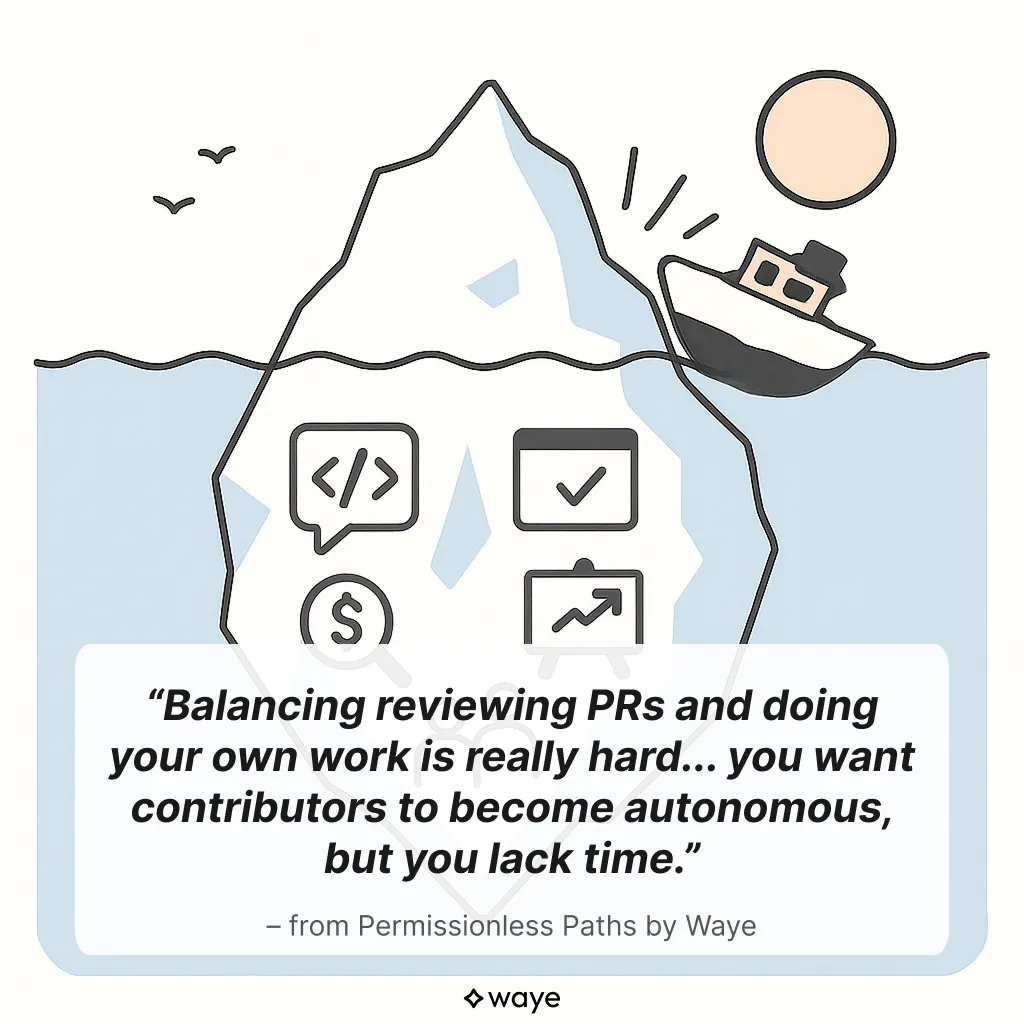 “Balancing reviewing PRs and doing
your own work is really hard... you want
contributors to become autonomous,
but you lack time.”
– from Permissionless Paths by Waye
waye